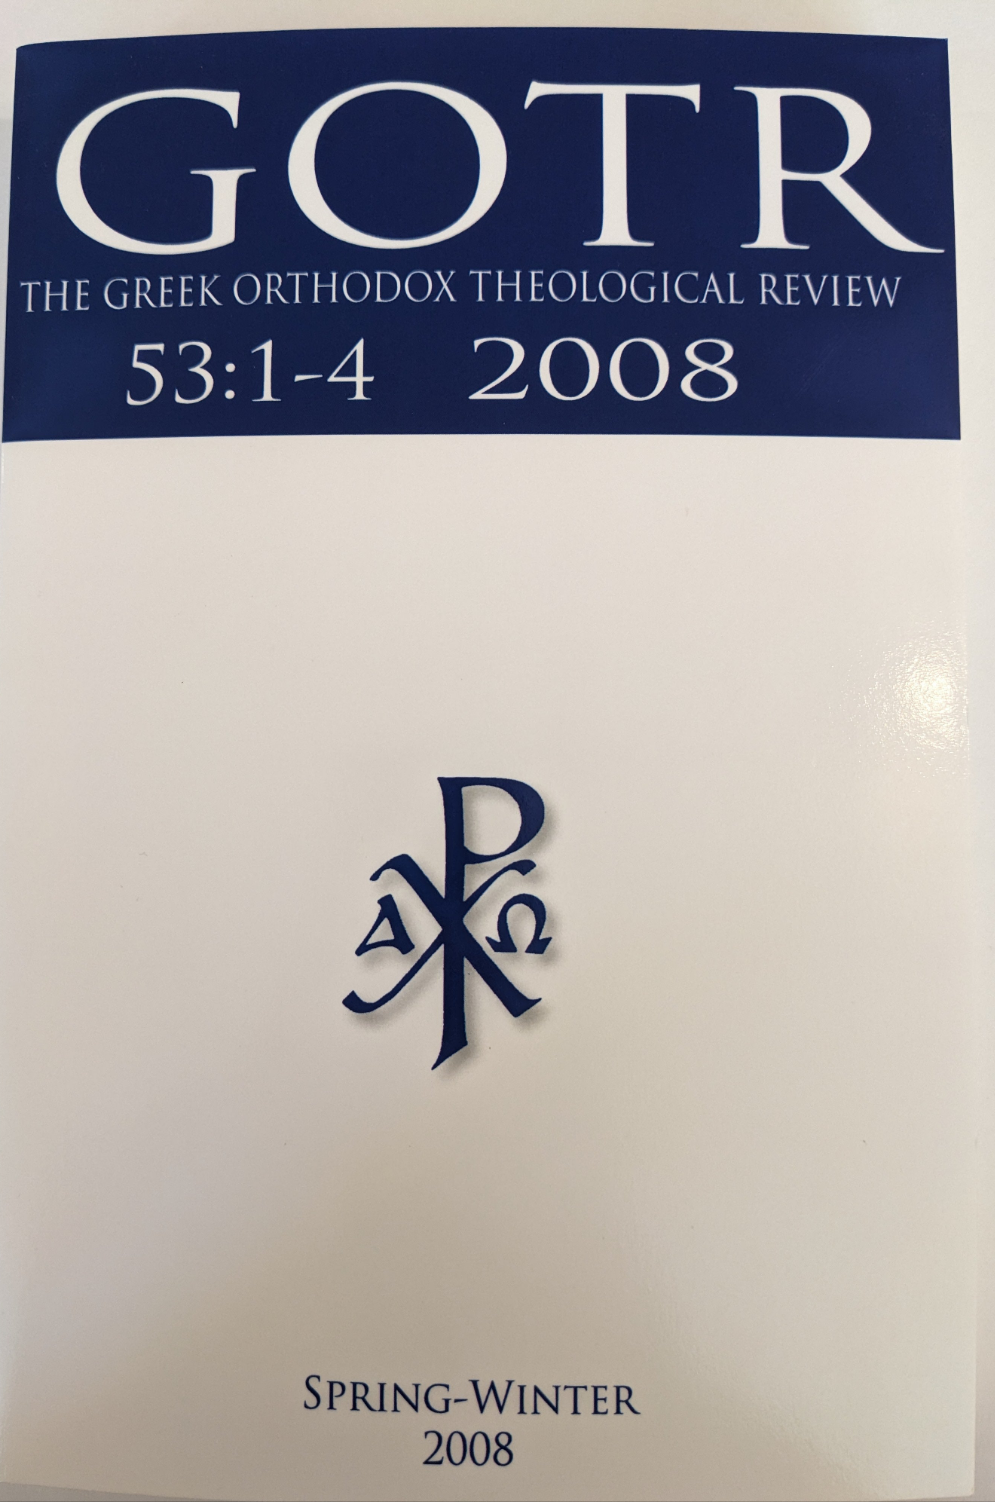 GOTR
THE GREEK ORTHODOX THEOLOGICAL REVIEW
53:1-4 2008
Α☧Ω
SPRING-WINTER
2008